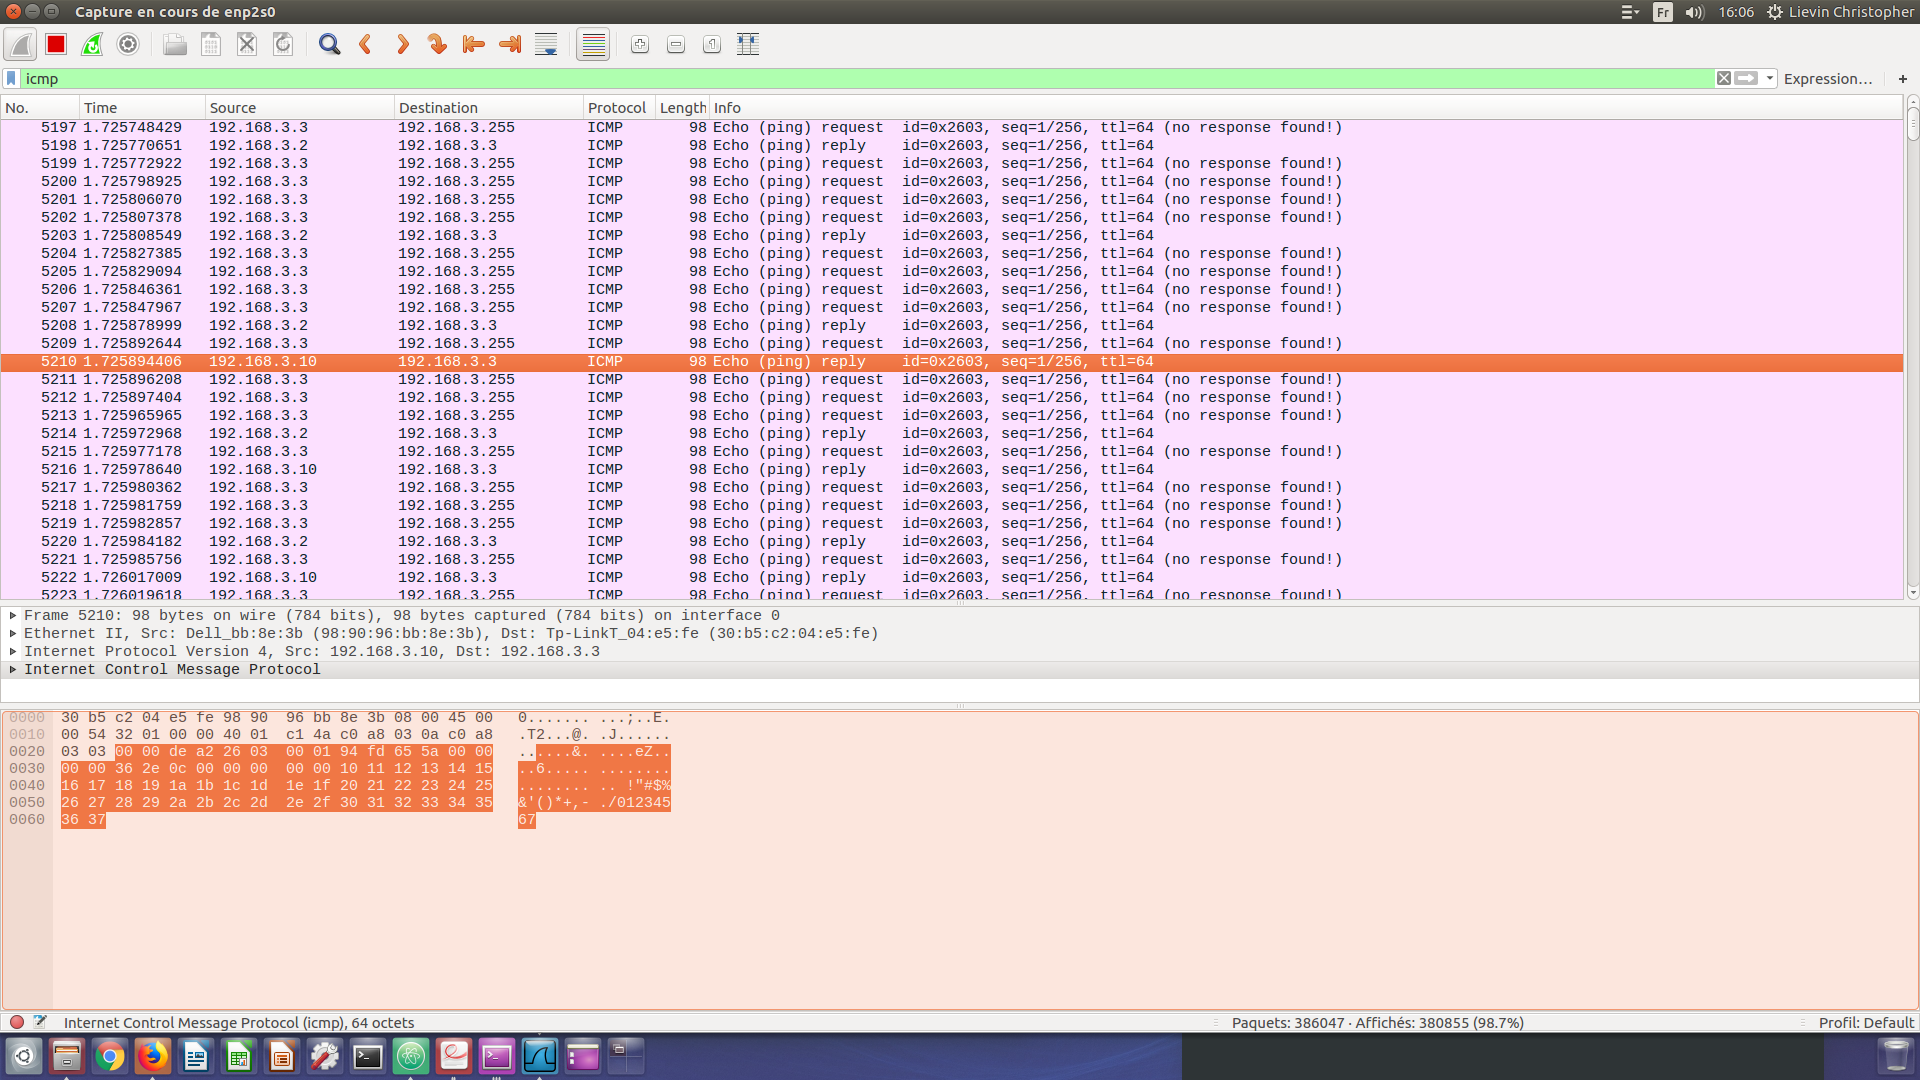 Capture en cours de enp2s0 Fr 16:06 Lievin Christopher
icmp Expression… +
No. Time Source Destination Protocol Length Info
5197 1.725748429 192.168.3.3 192.168.3.255 ICMP 98 Echo (ping) request id=0x2603, seq=1/256, ttl=64 (no response found!)
5198 1.725770651 192.168.3.2 192.168.3.3 ICMP 98 Echo (ping) reply id=0x2603, seq=1/256, ttl=64
5199 1.725772922 192.168.3.3 192.168.3.255 ICMP 98 Echo (ping) request id=0x2603, seq=1/256, ttl=64 (no response found!)
5200 1.725798925 192.168.3.3 192.168.3.255 ICMP 98 Echo (ping) request id=0x2603, seq=1/256, ttl=64 (no response found!)
5201 1.725806070 192.168.3.3 192.168.3.255 ICMP 98 Echo (ping) request id=0x2603, seq=1/256, ttl=64 (no response found!)
5202 1.725807378 192.168.3.3 192.168.3.255 ICMP 98 Echo (ping) request id=0x2603, seq=1/256, ttl=64 (no response found!)
5203 1.725808549 192.168.3.2 192.168.3.3 ICMP 98 Echo (ping) reply id=0x2603, seq=1/256, ttl=64
5204 1.725827385 192.168.3.3 192.168.3.255 ICMP 98 Echo (ping) request id=0x2603, seq=1/256, ttl=64 (no response found!)
5205 1.725829094 192.168.3.3 192.168.3.255 ICMP 98 Echo (ping) request id=0x2603, seq=1/256, ttl=64 (no response found!)
5206 1.725846361 192.168.3.3 192.168.3.255 ICMP 98 Echo (ping) request id=0x2603, seq=1/256, ttl=64 (no response found!)
5207 1.725847967 192.168.3.3 192.168.3.255 ICMP 98 Echo (ping) request id=0x2603, seq=1/256, ttl=64 (no response found!)
5208 1.725878999 192.168.3.2 192.168.3.3 ICMP 98 Echo (ping) reply id=0x2603, seq=1/256, ttl=64
5209 1.725892644 192.168.3.3 192.168.3.255 ICMP 98 Echo (ping) request id=0x2603, seq=1/256, ttl=64 (no response found!)
5210 1.725894406 192.168.3.10 192.168.3.3 ICMP 98 Echo (ping) reply id=0x2603, seq=1/256, ttl=64
5211 1.725896208 192.168.3.3 192.168.3.255 ICMP 98 Echo (ping) request id=0x2603, seq=1/256, ttl=64 (no response found!)
5212 1.725897404 192.168.3.3 192.168.3.255 ICMP 98 Echo (ping) request id=0x2603, seq=1/256, ttl=64 (no response found!)
5213 1.725965965 192.168.3.3 192.168.3.255 ICMP 98 Echo (ping) request id=0x2603, seq=1/256, ttl=64 (no response found!)
5214 1.725972968 192.168.3.2 192.168.3.3 ICMP 98 Echo (ping) reply id=0x2603, seq=1/256, ttl=64
5215 1.725977178 192.168.3.3 192.168.3.255 ICMP 98 Echo (ping) request id=0x2603, seq=1/256, ttl=64 (no response found!)
5216 1.725978640 192.168.3.10 192.168.3.3 ICMP 98 Echo (ping) reply id=0x2603, seq=1/256, ttl=64
5217 1.725980362 192.168.3.3 192.168.3.255 ICMP 98 Echo (ping) request id=0x2603, seq=1/256, ttl=64 (no response found!)
5218 1.725981759 192.168.3.3 192.168.3.255 ICMP 98 Echo (ping) request id=0x2603, seq=1/256, ttl=64 (no response found!)
5219 1.725982857 192.168.3.3 192.168.3.255 ICMP 98 Echo (ping) request id=0x2603, seq=1/256, ttl=64 (no response found!)
5220 1.725984182 192.168.3.2 192.168.3.3 ICMP 98 Echo (ping) reply id=0x2603, seq=1/256, ttl=64
5221 1.725985756 192.168.3.3 192.168.3.255 ICMP 98 Echo (ping) request id=0x2603, seq=1/256, ttl=64 (no response found!)
5222 1.726017009 192.168.3.10 192.168.3.3 ICMP 98 Echo (ping) reply id=0x2603, seq=1/256, ttl=64
5223 1.726019618 192.168.3.3 192.168.3.255 ICMP 98 Echo (ping) request id=0x2603, seq=1/256, ttl=64 (no response found!)
Frame 5210: 98 bytes on wire (784 bits), 98 bytes captured (784 bits) on interface 0
Ethernet II, Src: Dell_bb:8e:3b (98:90:96:bb:8e:3b), Dst: Tp-LinkT_04:e5:fe (30:b5:c2:04:e5:fe)
Internet Protocol Version 4, Src: 192.168.3.10, Dst: 192.168.3.3
Internet Control Message Protocol
0000 30 b5 c2 04 e5 fe 98 90 96 bb 8e 3b 08 00 45 00 0....... ...;..E.
0010 00 54 32 01 00 00 40 01 c1 4a c0 a8 03 0a c0 a8 .T2...@. .J......
0020 03 03 00 00 de a2 26 03 00 01 94 fd 65 5a 00 00 ......&. ....eZ..
0030 00 00 36 2e 0c 00 00 00 00 00 10 11 12 13 14 15 ..6..... ........
0040 16 17 18 19 1a 1b 1c 1d 1e 1f 20 21 22 23 24 25 ........ .. !"#$%
0050 26 27 28 29 2a 2b 2c 2d 2e 2f 30 31 32 33 34 35 &'()*+,- ./012345
0060 36 37 67
Internet Control Message Protocol (icmp), 64 octets Paquets: 386047 · Affichés: 380855 (98.7%) Profil: Default